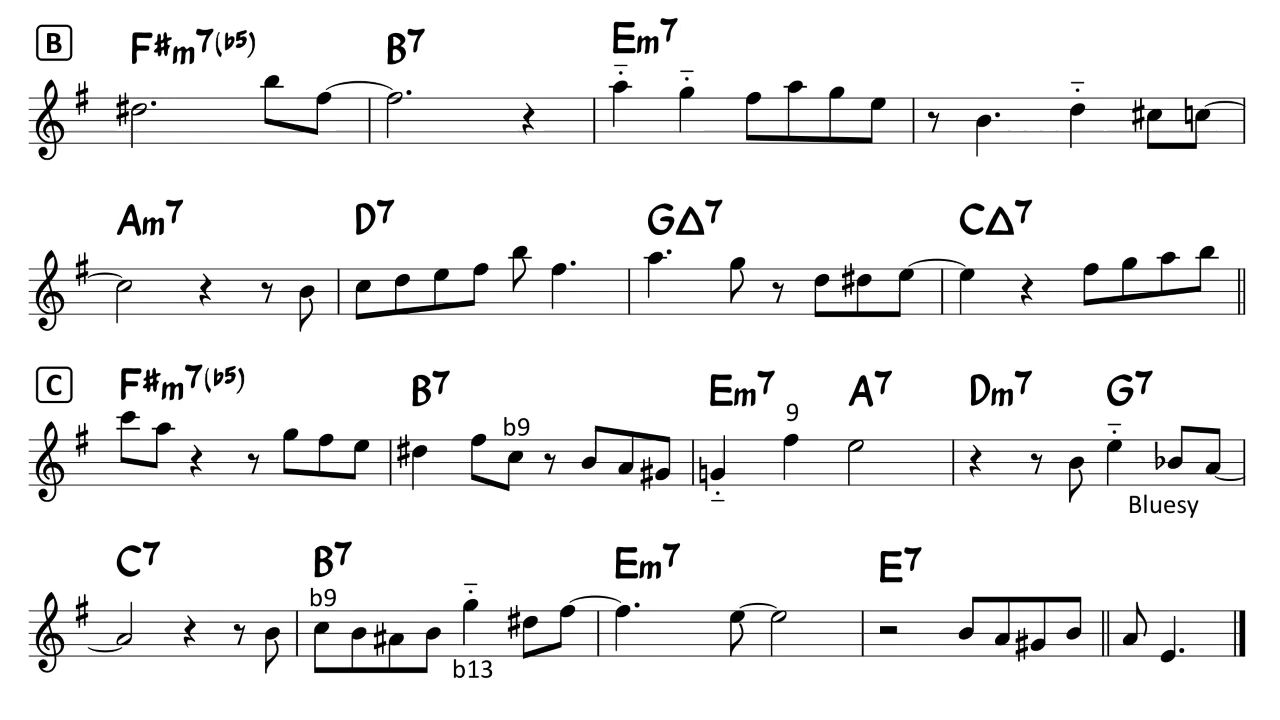 B F#m7(b5) B7 Em7
Am7 D7 GΔ7 CΔ7
C F#m7(b5) B7 Em7 A7 Dm7 G7
b9 9
Bluesy
C7 B7 Em7 E7
b9
b13